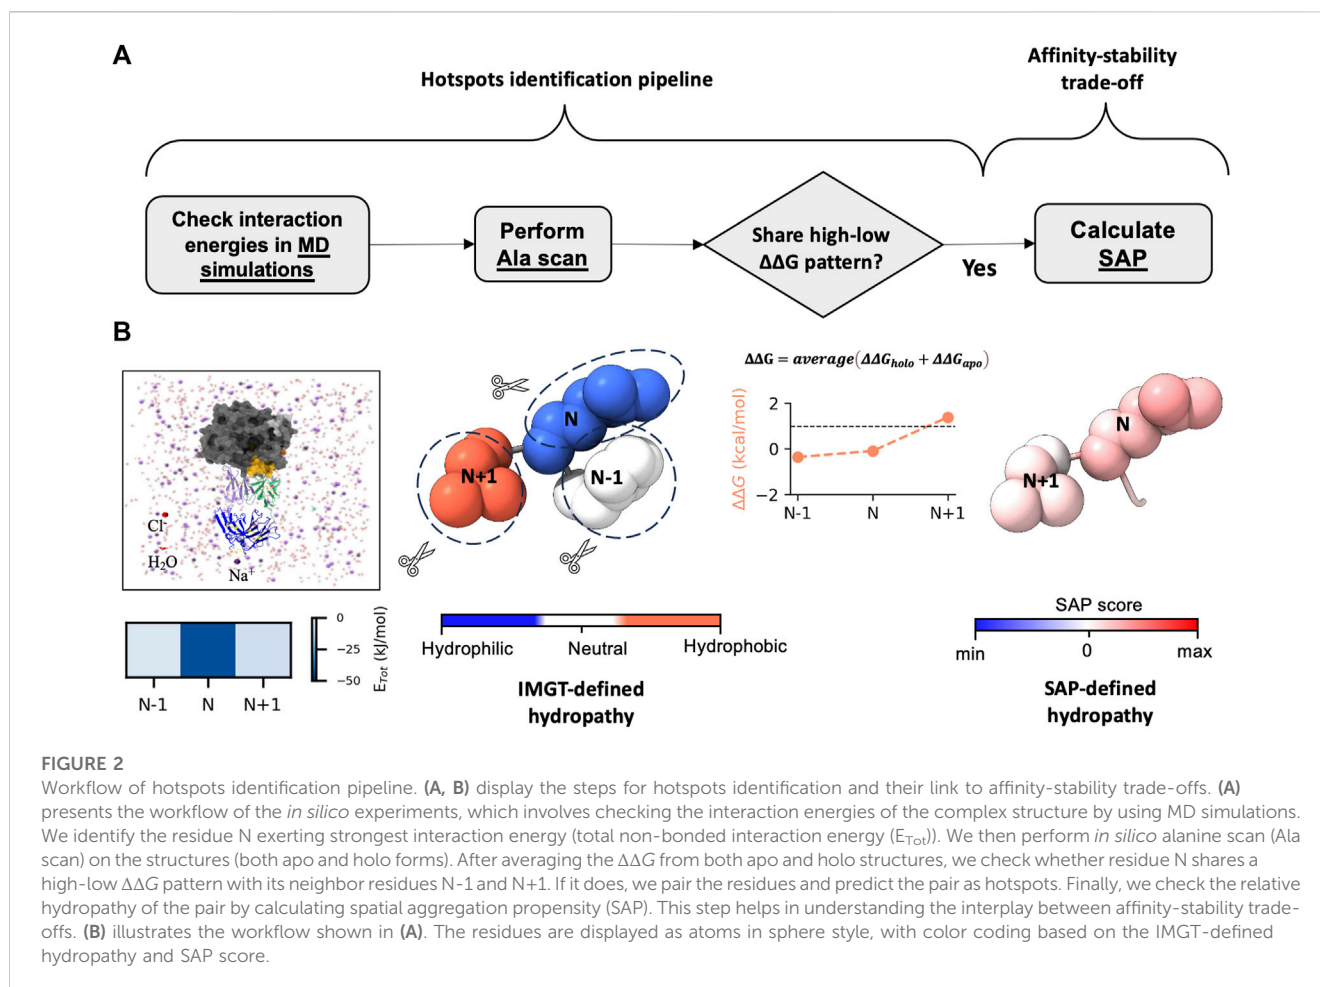 A
Hotspots identification pipeline
Affinity-stability
trade-off
Check interaction
energies in MD
simulations
Perform
Ala scan
Share high-low
ΔΔG pattern?
Yes
Calculate
SAP
B
Cl-
H2O
Na+
N-1
N
N+1
0
−25
−50
ETot (kJ/mol)
N
N+1
N-1
Hydrophilic
Neutral
Hydrophobic
IMGT-defined
hydropathy
ΔΔG = average(ΔΔGholo + ΔΔGapo)
ΔΔG (kcal/mol)
2
0
−2
N-1
N
N+1
N
N+1
SAP score
min
0
max
SAP-defined
hydropathy
FIGURE 2
Workflow of hotspots identification pipeline. (A, B) display the steps for hotspots identification and their link to affinity-stability trade-offs. (A)
presents the workflow of the in silico experiments, which involves checking the interaction energies of the complex structure by using MD simulations.
We identify the residue N exerting strongest interaction energy (total non-bonded interaction energy (ETot)). We then perform in silico alanine scan (Ala
scan) on the structures (both apo and holo forms). After averaging the ΔΔG from both apo and holo structures, we check whether residue N shares a
high-low ΔΔG pattern with its neighbor residues N-1 and N+1. If it does, we pair the residues and predict the pair as hotspots. Finally, we check the relative
hydropathy of the pair by calculating spatial aggregation propensity (SAP). This step helps in understanding the interplay between affinity-stability trade-
offs. (B) illustrates the workflow shown in (A). The residues are displayed as atoms in sphere style, with color coding based on the IMGT-defined
hydropathy and SAP score.